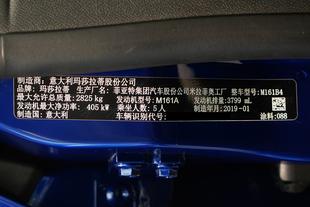 制造商：意大利玛莎拉蒂股份公司
品牌：玛莎拉蒂 生产厂名：菲亚特集团汽车股份公司米拉菲奥工厂 整车型号：M161B4
最大允许总质量：2825 kg 发动机型号：M161A 发动机排量：3799 mL
发动机最大净功率：405 kW 乘坐人数：5 人 制造年月：2019-01
制造国：意大利 车辆识别代号： 涂料：088